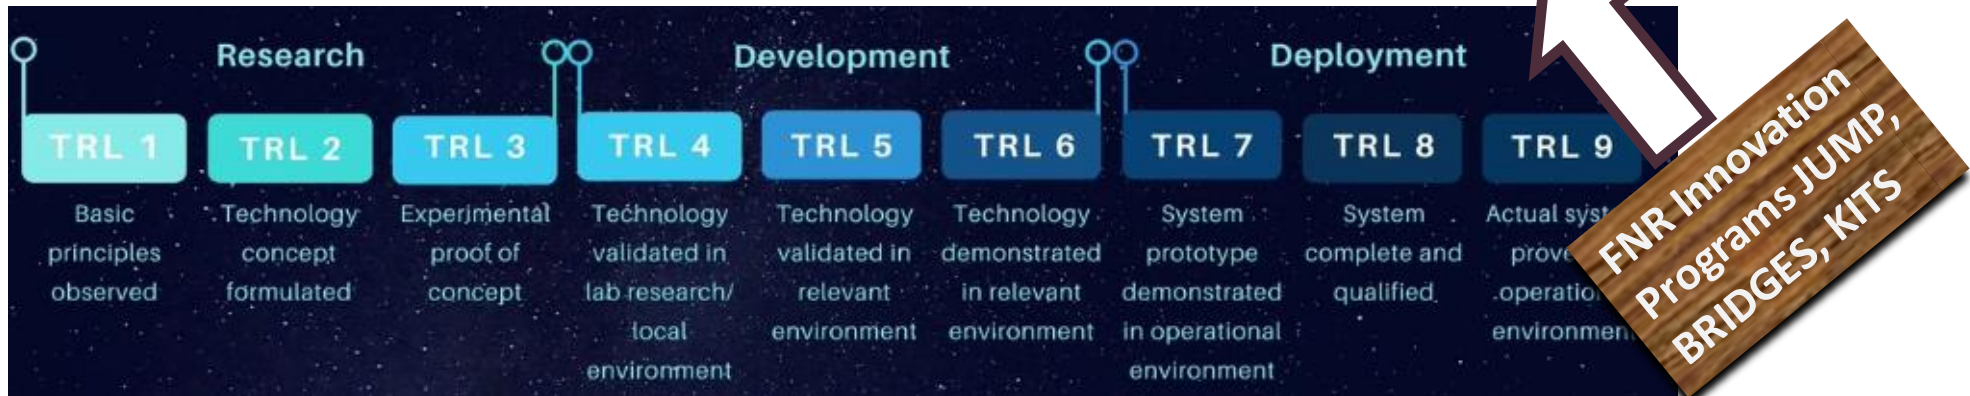 Research
Development
Deployment
TRL 1
TRL 2
TRL 3
TRL 4
TRL 5
TRL 6
TRL 7
TRL 8
TRL 9
Basic
principles
observed
Technology
concept
formulated
Experimental
proof of
concept
Technology
validated in
lab research/
local
environment
Technology
validated in
relevant
environment
Technology
demonstrated
in relevant
environment
System
prototype
demonstrated
in operational
environment
System
complete and
qualified
Actual
FNR Innovation
Programs JUMP,
BRIDGES, KITS